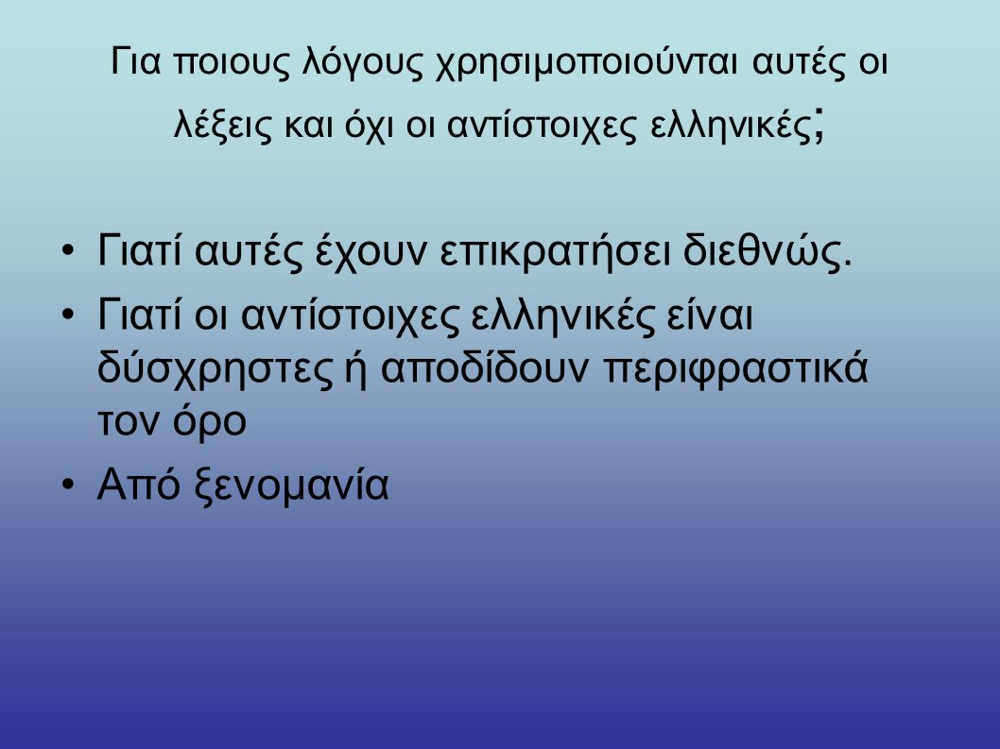 Για ποιους λόγους χρησιμοποιούνται αυτές οι
λέξεις και όχι οι αντίστοιχες ελληνικές;
• Γιατί αυτές έχουν επικρατήσει διεθνώς.
• Γιατί οι αντίστοιχες ελληνικές είναι
δύσχρηστες ή αποδίδουν περιφραστικά
τον όρο
• Από ξενομανία